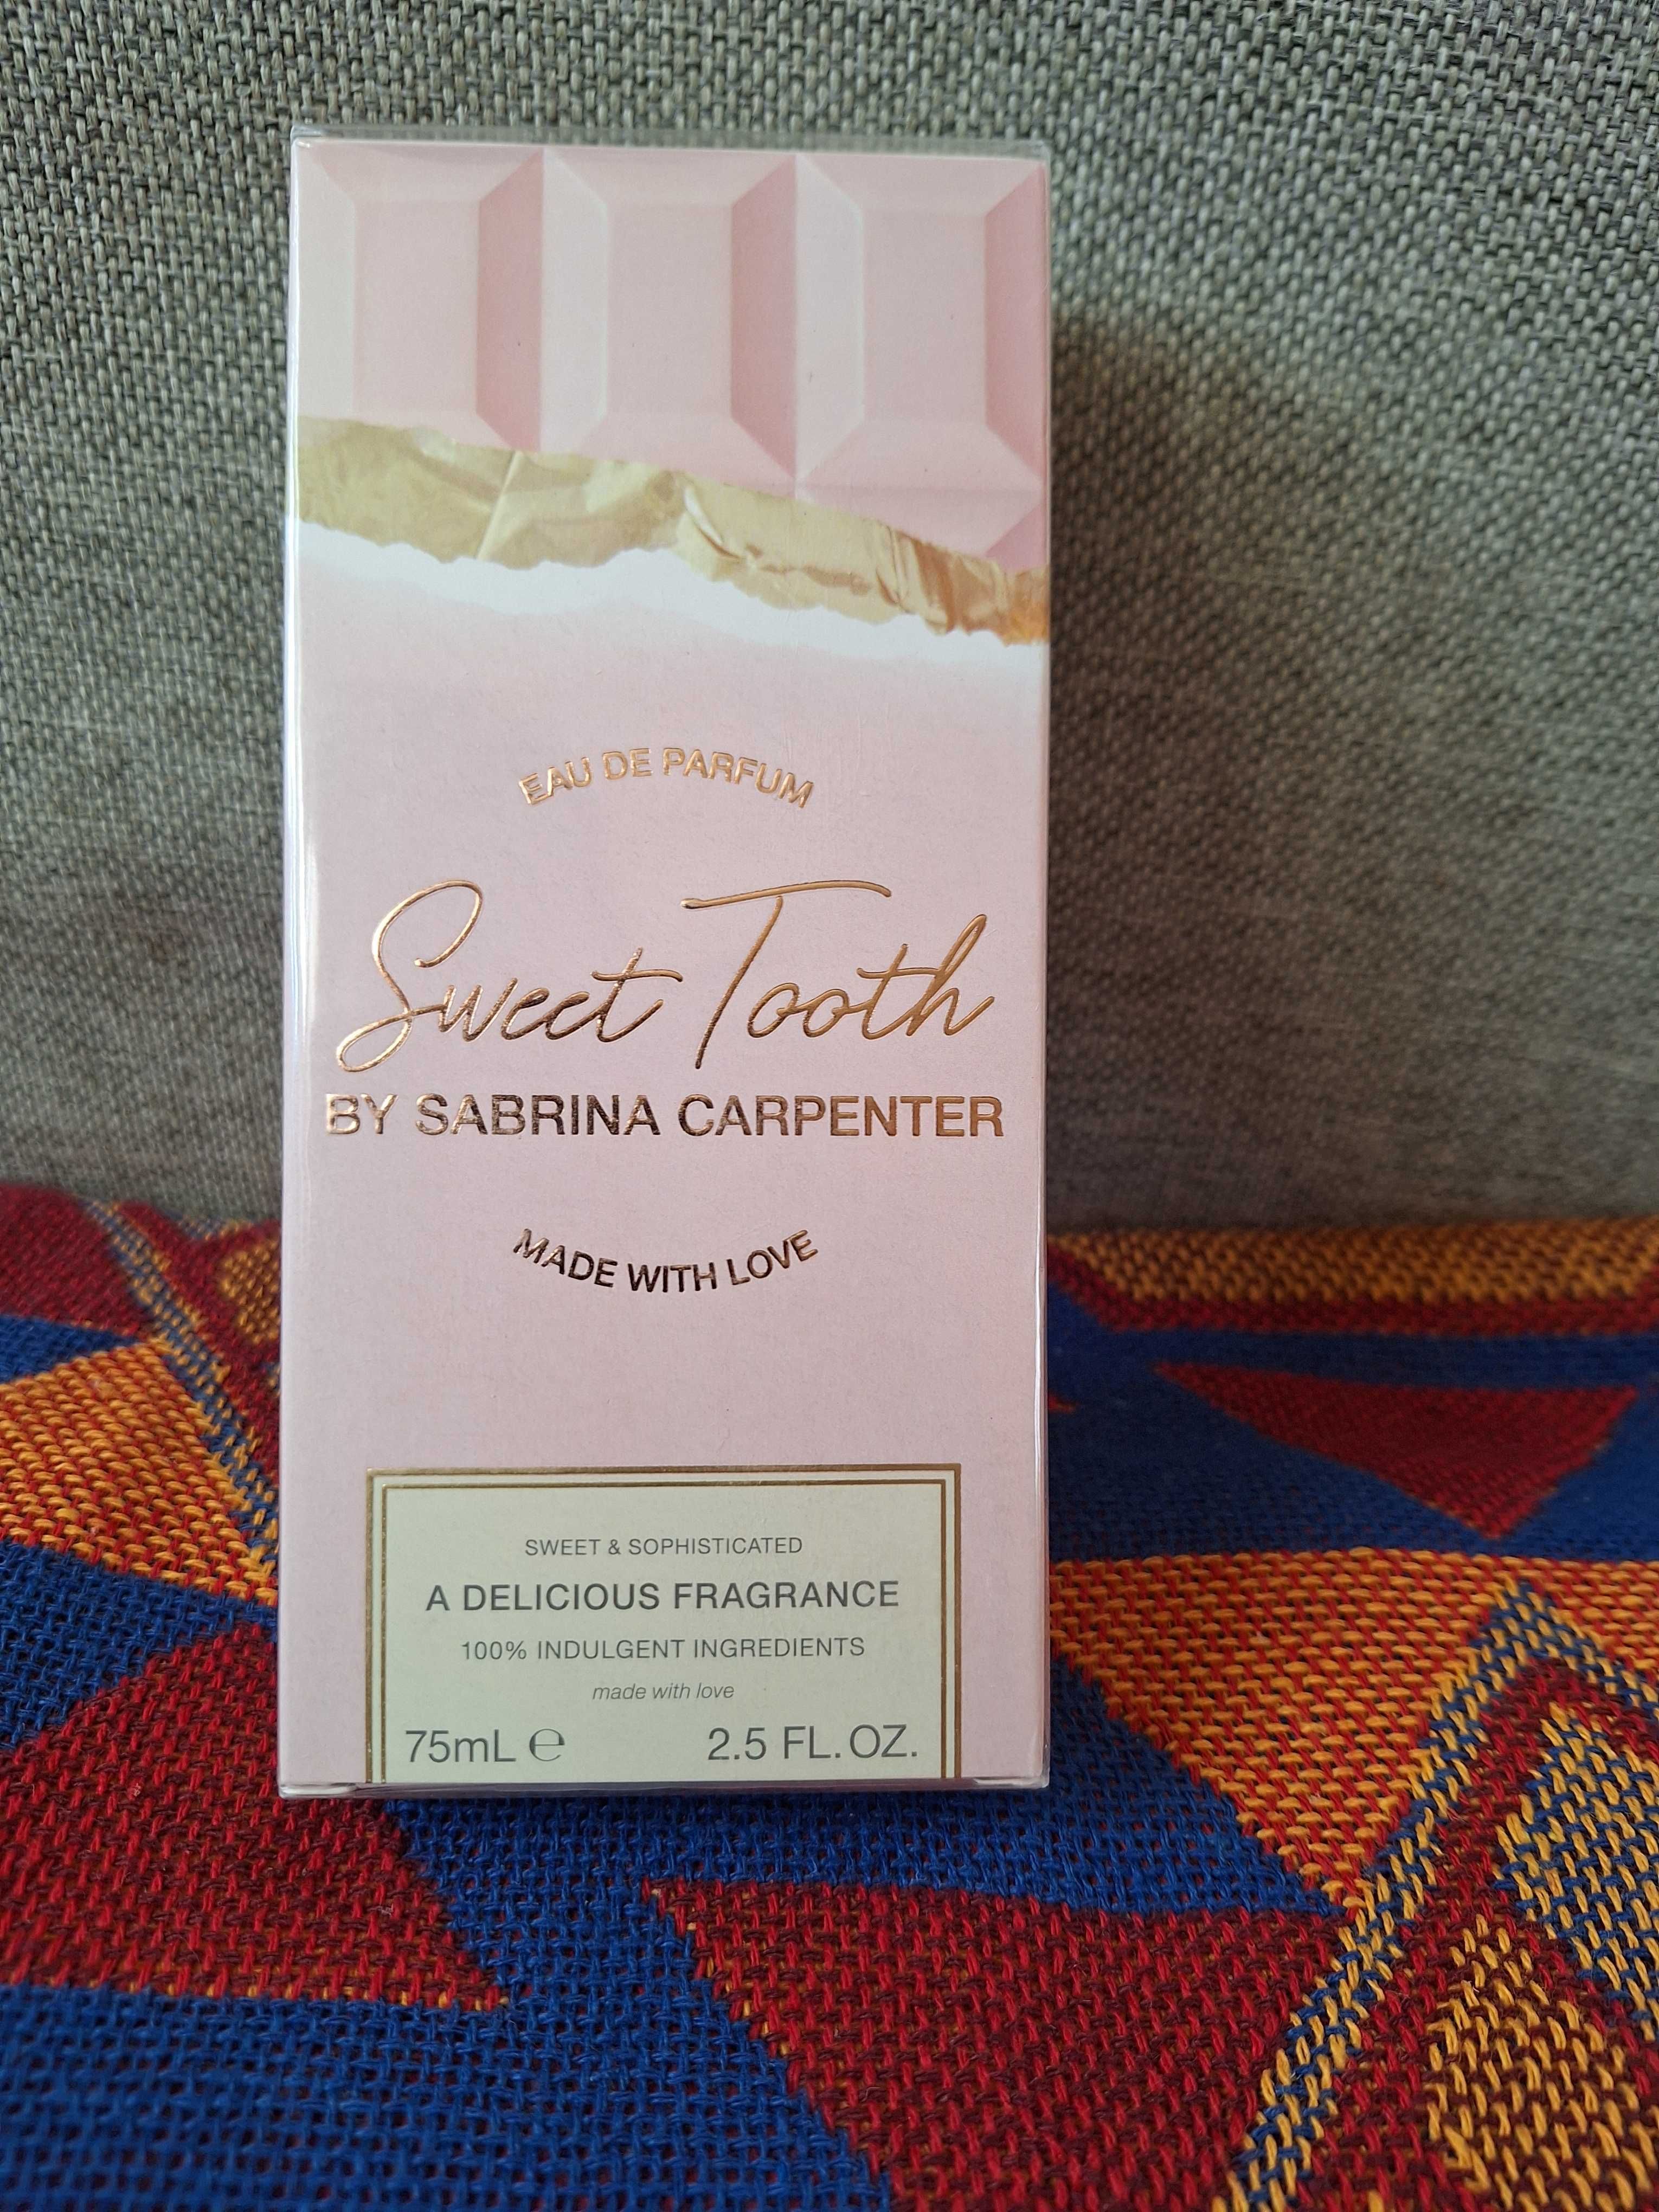 EAU DE PARFUM
Sweet Tooth
BY SABRINA CARPENTER
MADE WITH LOVE
SWEET & SOPHISTICATED
A DELICIOUS FRAGRANCE
100% INDULGENT INGREDIENTS
made with love
75mL ℮ 2.5 FL. OZ.